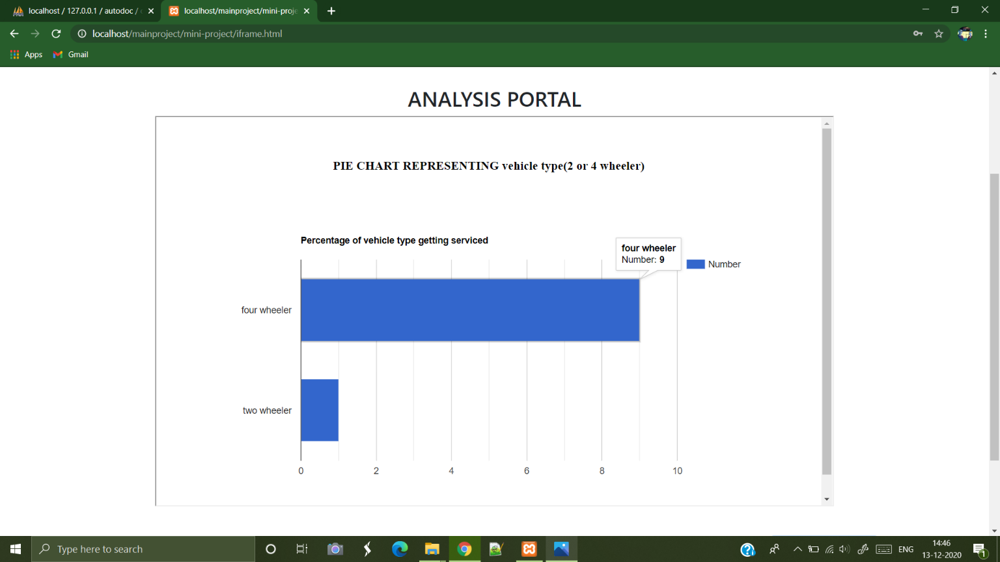 localhost / 127.0.0.1 / autodoc /
localhost/mainproject/mini-proje
localhost/mainproject/mini-project/iframe.html
Apps
Gmail
ANALYSIS PORTAL
PIE CHART REPRESENTING vehicle type(2 or 4 wheeler)
Percentage of vehicle type getting serviced
four wheeler
Number: 9
Number
four wheeler
two wheeler
0 2 4 6 8 10
Type here to search
ENG
14:46
13-12-2020
1